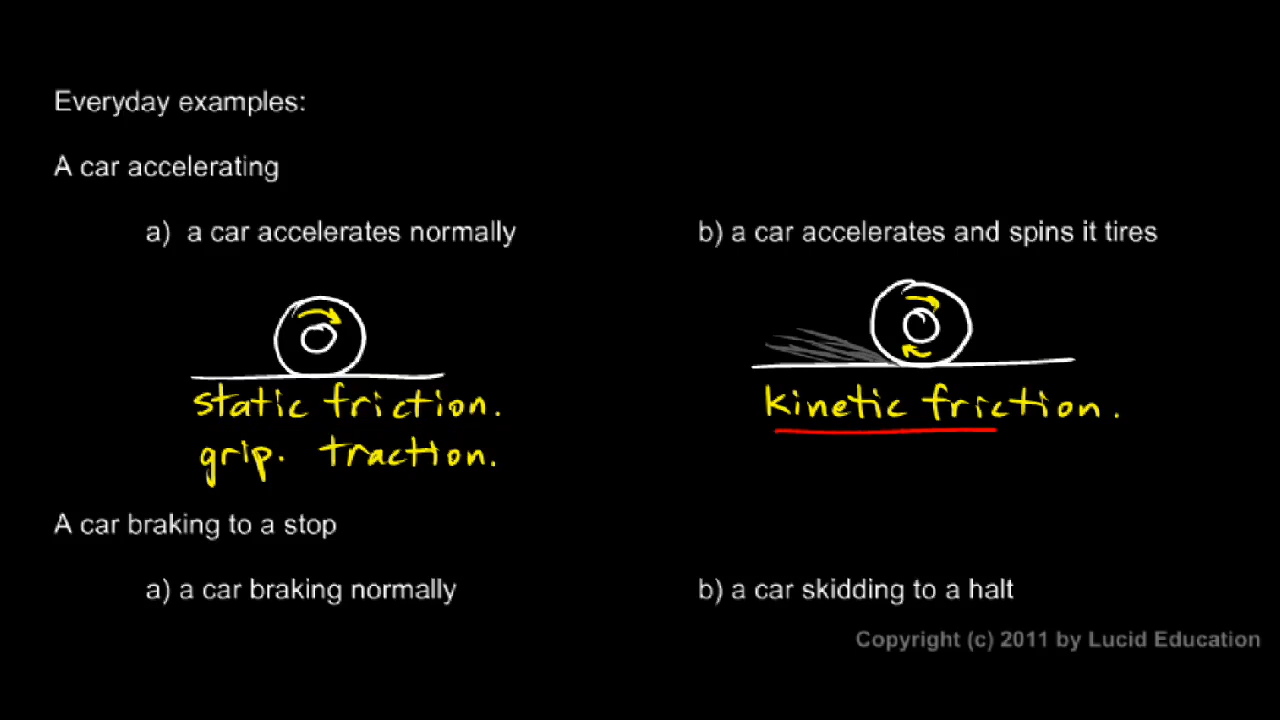 Everyday examples:
A car accelerating
a) a car accelerates normally
b) a car accelerates and spins it tires
static friction.
grip. traction.
kinetic friction.
A car braking to a stop
a) a car braking normally
b) a car skidding to a halt
Copyright (c) 2011 by Lucid Education